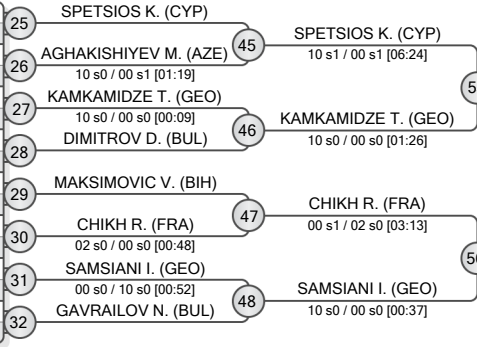 25
SPETSIOS K. (CYP)
45
SPETSIOS K. (CYP)
10 s1 / 00 s1 [06:24]
26
AGHAKISHIYEV M. (AZE)
10 s0 / 00 s1 [01:19]
27
KAMKAMIDZE T. (GEO)
10 s0 / 00 s0 [00:09]
46
KAMKAMIDZE T. (GEO)
10 s0 / 00 s0 [01:26]
28
DIMITROV D. (BUL)
29
MAKSIMOVIC V. (BIH)
47
CHIKH R. (FRA)
00 s1 / 02 s0 [03:13]
30
CHIKH R. (FRA)
02 s0 / 00 s0 [00:48]
31
SAMSIANI I. (GEO)
00 s0 / 10 s0 [00:52]
48
SAMSIANI I. (GEO)
10 s0 / 00 s0 [00:37]
32
GAVRAILOV N. (BUL)